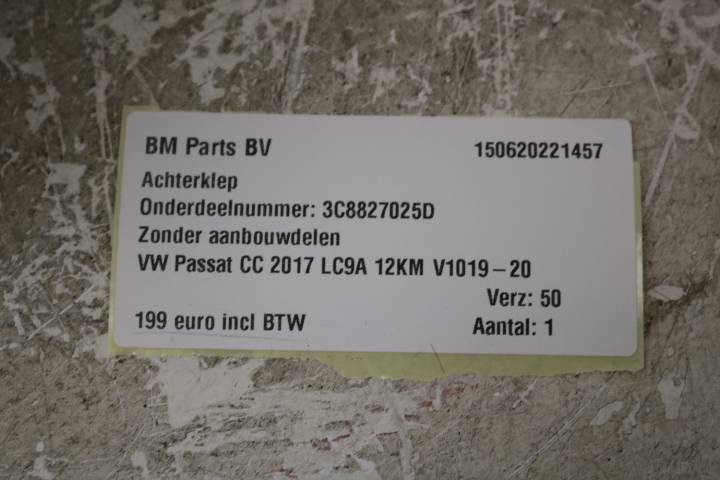 BM Parts BV 150620221457
Achterklep
Onderdeelnummer: 3C8827025D
Zonder aanbouwdelen
VW Passat CC 2017 LC9A 12KM V1019-20
Verz: 50
199 euro incl BTW Aantal: 1